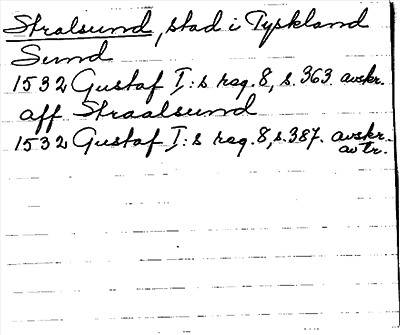 Stralsund, stad i Tyskland
Sund
1532 Gustaf I:s reg. 8, s. 363. avskr.
aff Straalsund
1532 Gustaf I:s reg. 8, s. 387. avskr.
avtr.